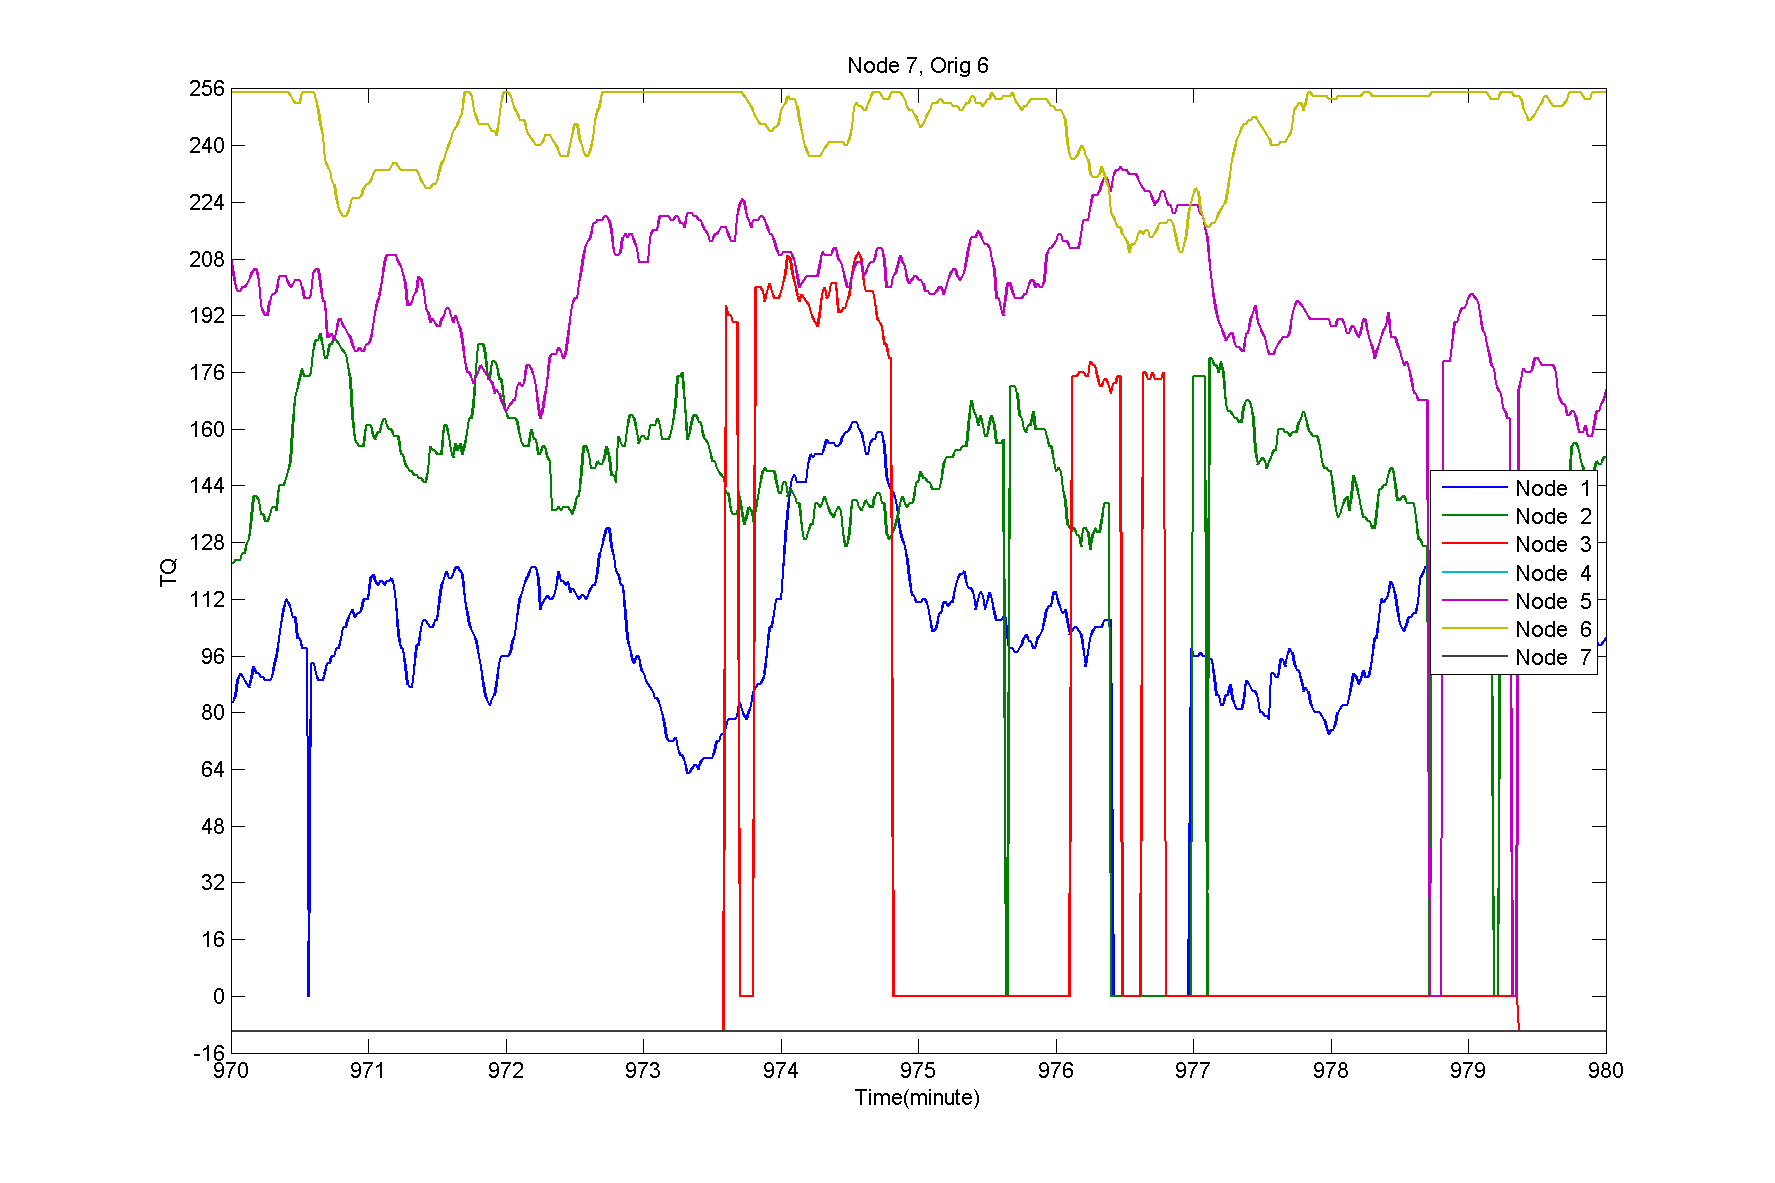 Node 7, Orig 6
256
240
224
208
192
176
160
144
128
112
96
80
64
48
32
16
0
-16
TQ
Node 1
Node 2
Node 3
Node 4
Node 5
Node 6
Node 7
970 971 972 973 974 975 976 977 978 979 980
Time(minute)